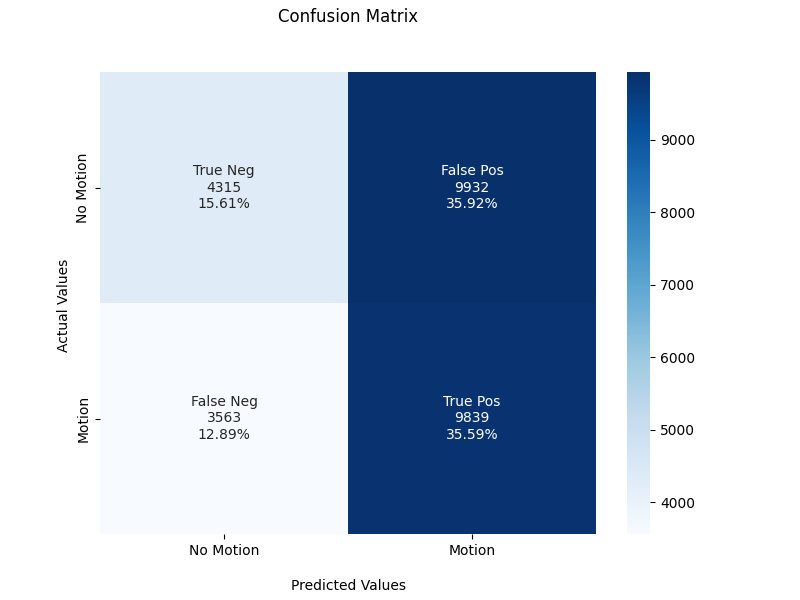 Confusion Matrix
True Neg
4315
15.61%
False Pos
9932
35.92%
False Neg
3563
12.89%
True Pos
9839
35.59%
No Motion
Motion
Actual Values
No Motion
Motion
Predicted Values
9000
8000
7000
6000
5000
4000